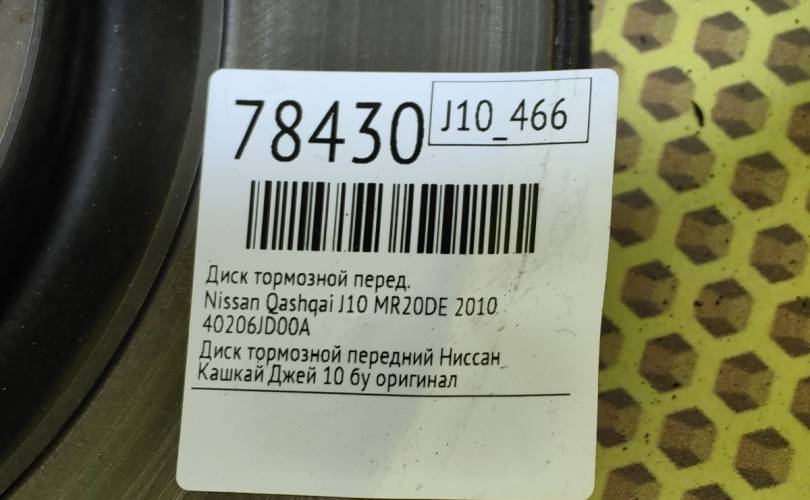 78430 J10_466
Диск тормозной перед.
Nissan Qashqai J10 MR20DE 2010
40206JD00A
Диск тормозной передний Ниссан
Кашкай Джей 10 бу оригинал